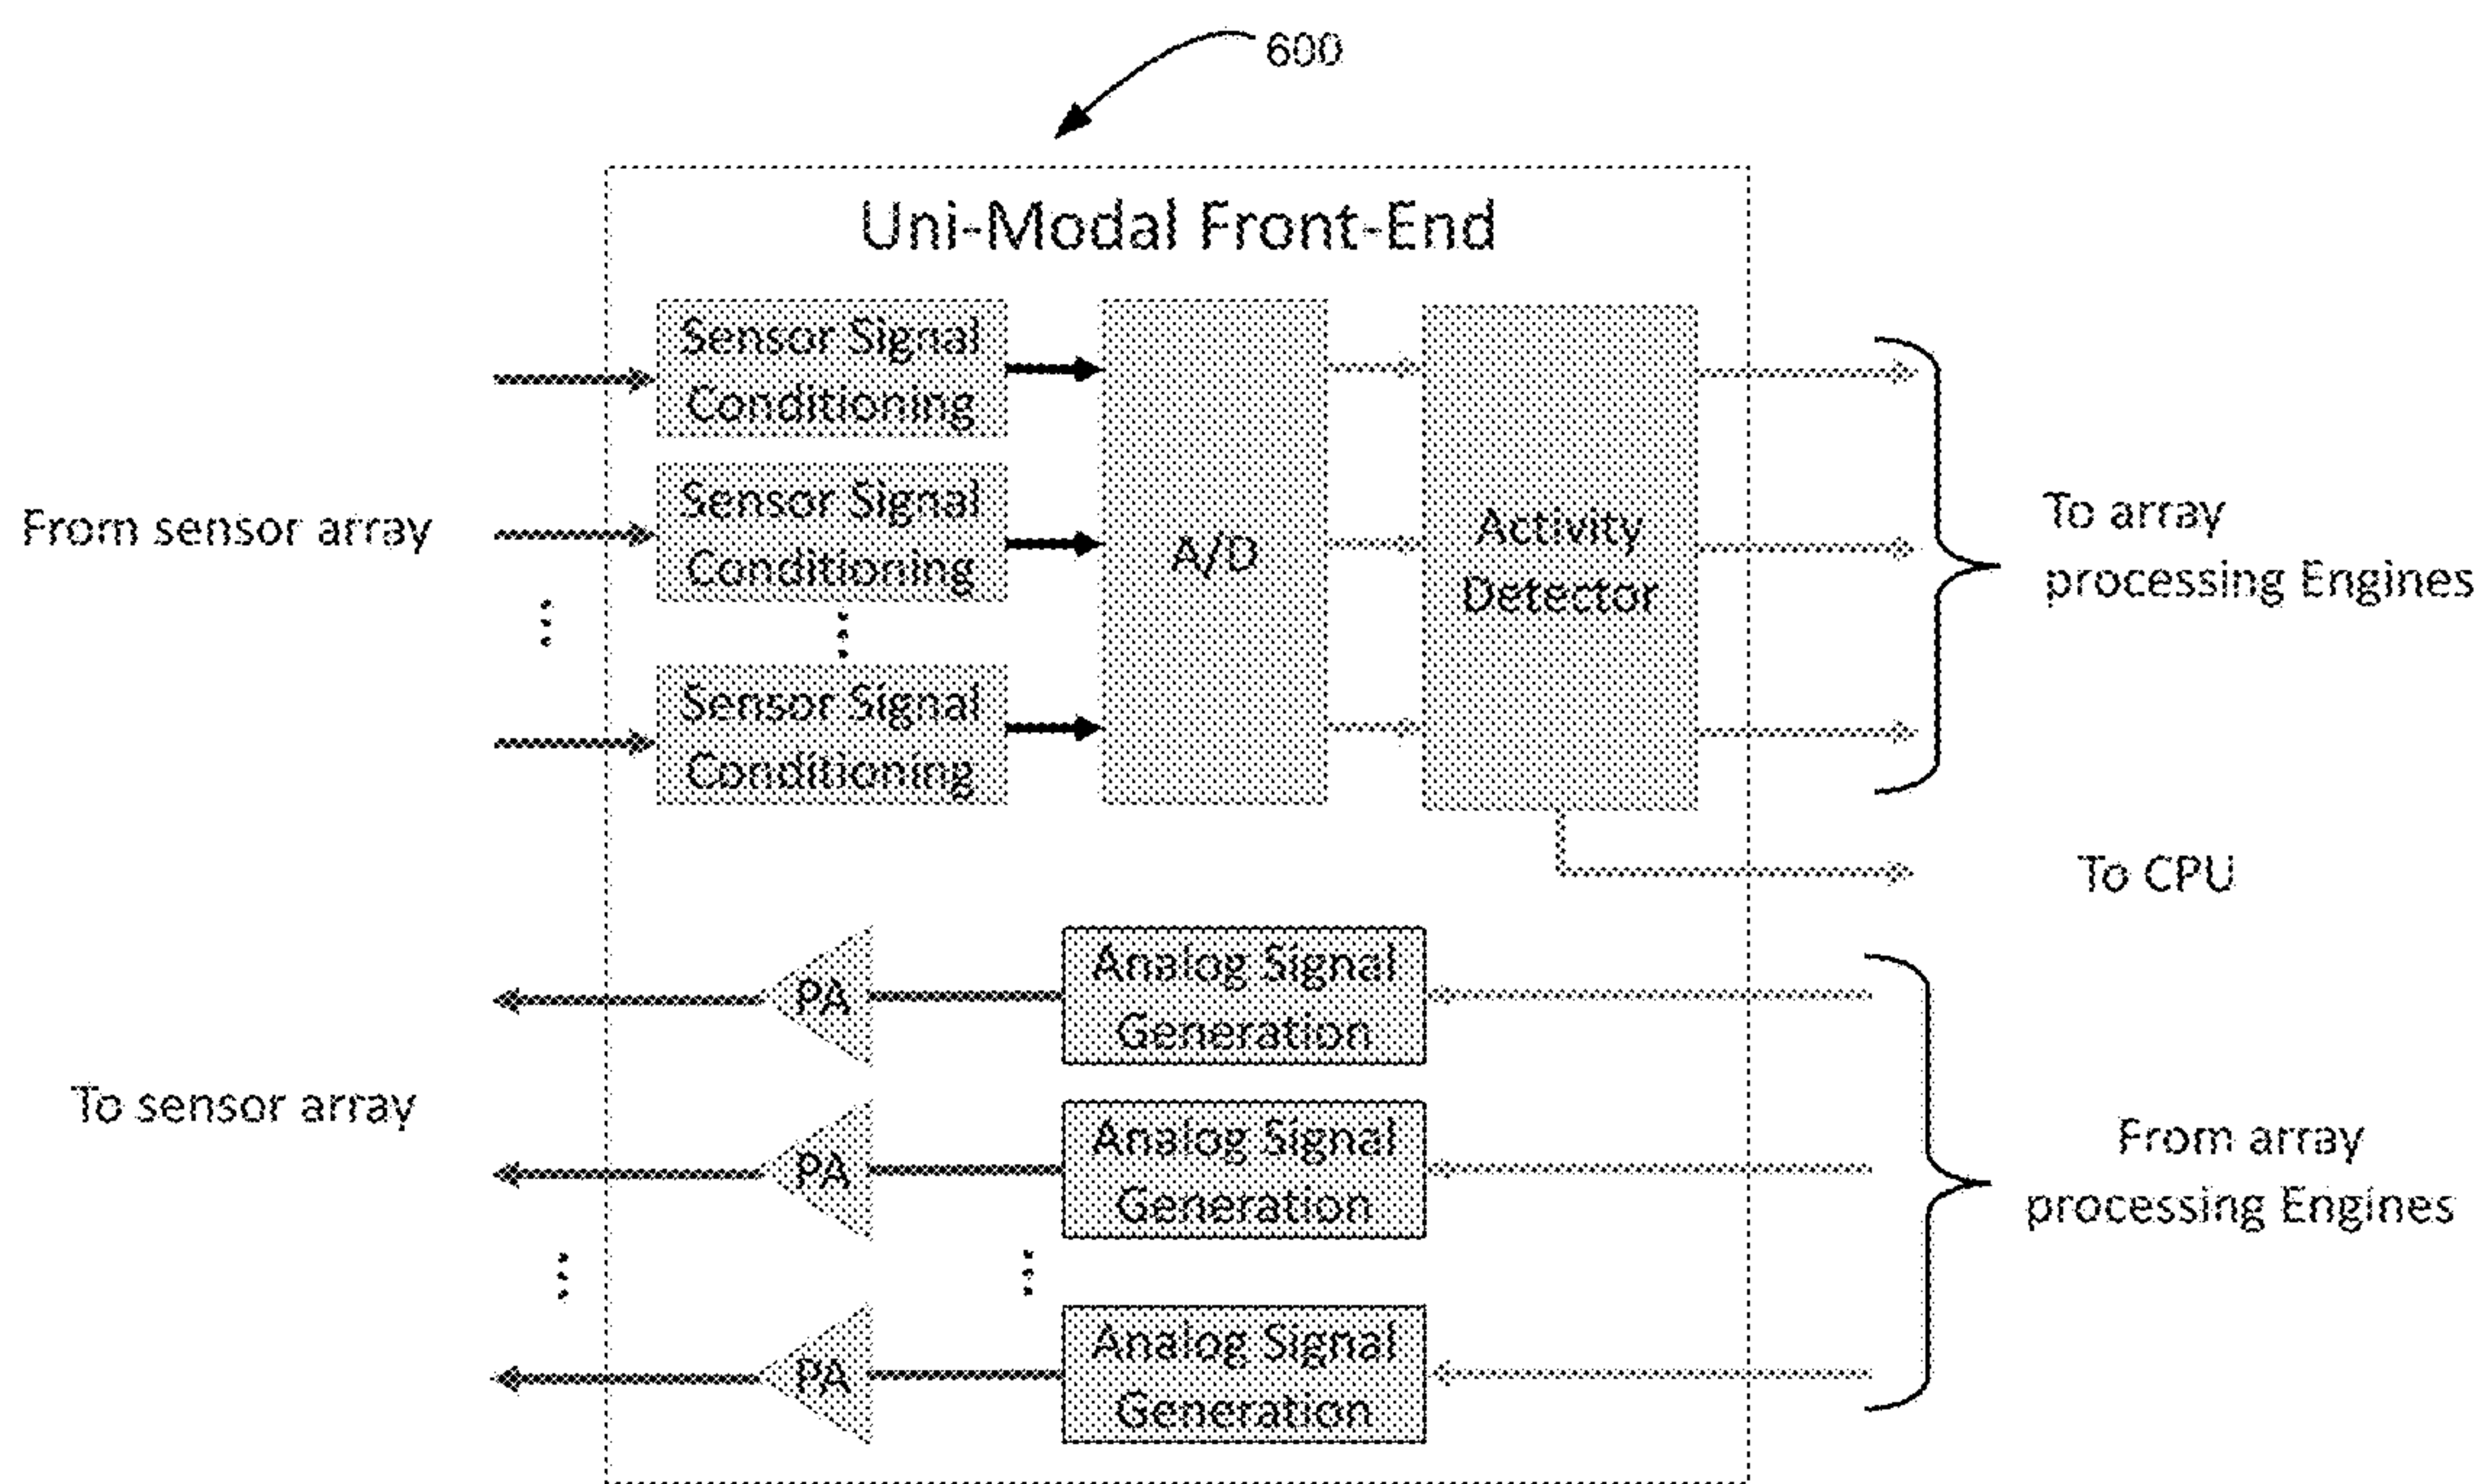 600
Uni-Modal Front-End
Sensor Signal
Conditioning
Sensor Signal
Conditioning
Sensor Signal
Conditioning
From sensor array
A/D
Activity
Detector
To array
processing Engines
To CPU
Analog Signal
Generation
PA
Analog Signal
Generation
PA
Analog Signal
Generation
PA
To sensor array
From array
processing Engines